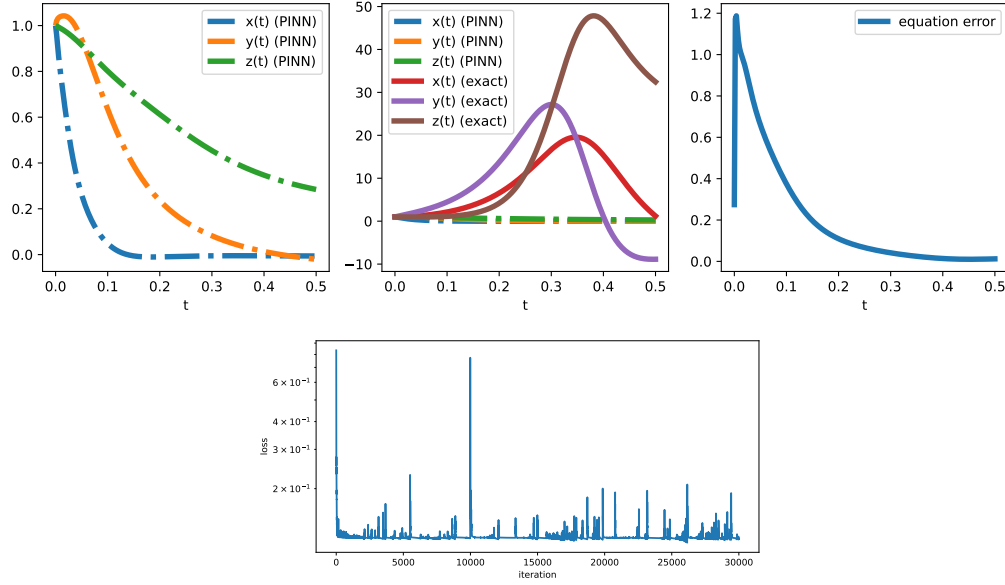 x(t) (PINN)
y(t) (PINN)
z(t) (PINN)
1.0
0.8
0.6
0.4
0.2
0.0
0.0 0.1 0.2 0.3 0.4 0.5
t
x(t) (PINN)
y(t) (PINN)
z(t) (PINN)
x(t) (exact)
y(t) (exact)
z(t) (exact)
50
40
30
20
10
0
−10
0.0 0.1 0.2 0.3 0.4 0.5
t
equation error
1.2
1.0
0.8
0.6
0.4
0.2
0.0
0.0 0.1 0.2 0.3 0.4 0.5
t
6 × 10⁻¹
4 × 10⁻¹
3 × 10⁻¹
2 × 10⁻¹
loss
0 5000 10000 15000 20000 25000 30000
iteration